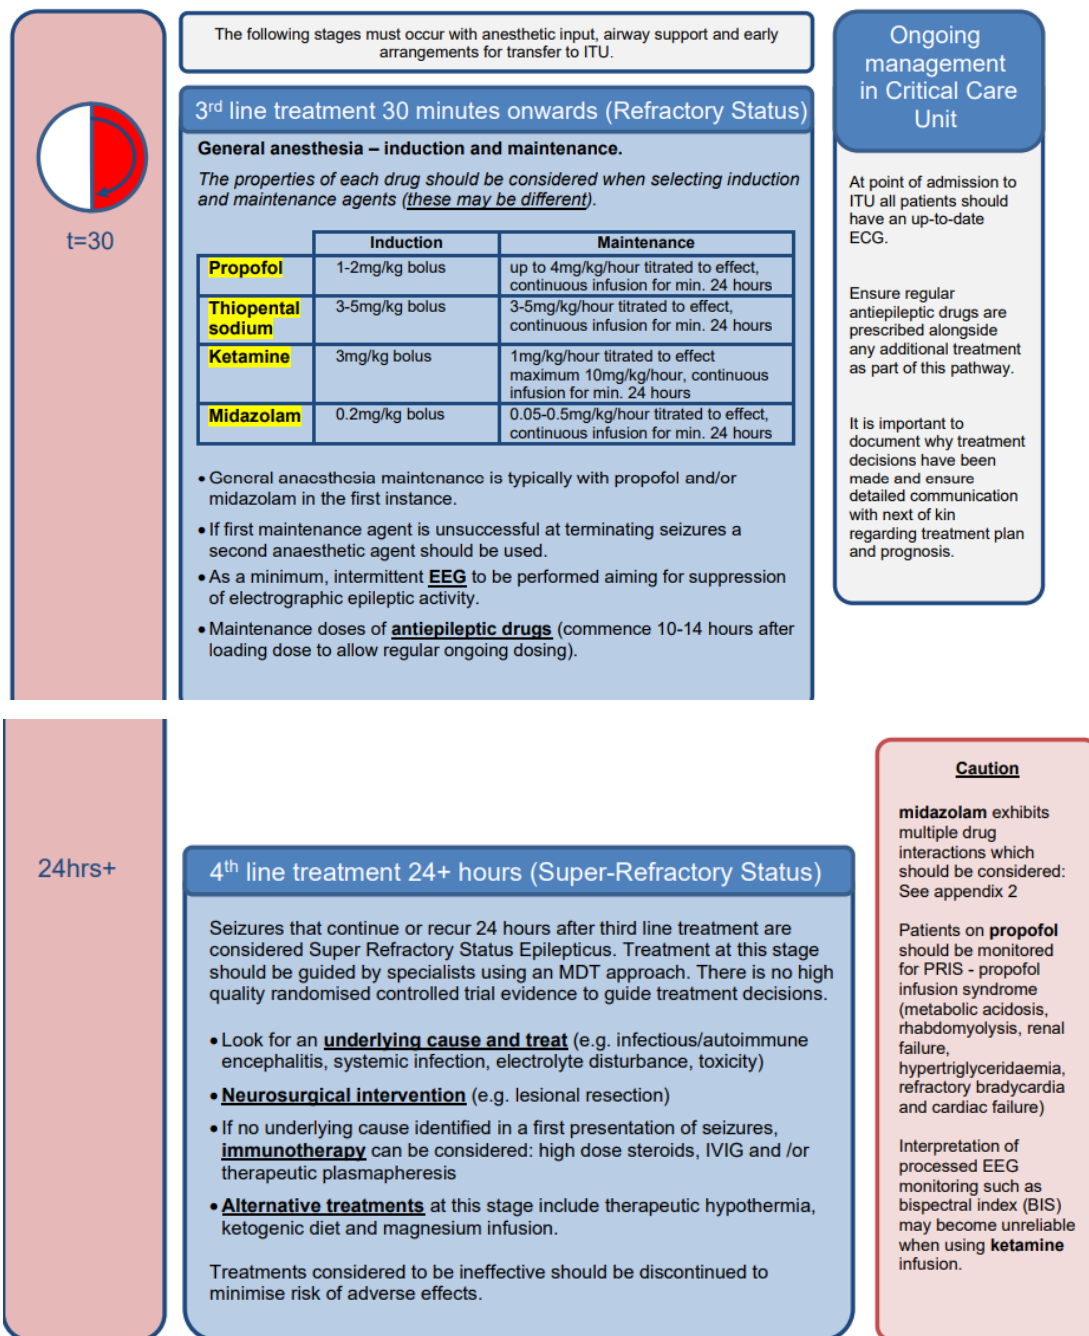 The following stages must occur with anesthetic input, airway support and early
arrangements for transfer to ITU.
t=30
3rd line treatment 30 minutes onwards (Refractory Status)
General anesthesia – induction and maintenance.
The properties of each drug should be considered when selecting induction
and maintenance agents (these may be different).
Induction Maintenance
Propofol 1-2mg/kg bolus up to 4mg/kg/hour titrated to effect,
continuous infusion for min. 24 hours
Thiopental 3-5mg/kg bolus 3-5mg/kg/hour titrated to effect,
sodium continuous infusion for min. 24 hours
Ketamine 3mg/kg bolus 1mg/kg/hour titrated to effect
maximum 10mg/kg/hour, continuous
infusion for min. 24 hours
Midazolam 0.2mg/kg bolus 0.05-0.5mg/kg/hour titrated to effect,
continuous infusion for min. 24 hours
• General anaesthesia maintenance is typically with propofol and/or
midazolam in the first instance.
• If first maintenance agent is unsuccessful at terminating seizures a
second anaesthetic agent should be used.
• As a minimum, intermittent EEG to be performed aiming for suppression
of electrographic epileptic activity.
• Maintenance doses of antiepileptic drugs (commence 10-14 hours after
loading dose to allow regular ongoing dosing).
Ongoing
management
in Critical Care
Unit
At point of admission to
ITU all patients should
have an up-to-date
ECG.
Ensure regular
antiepileptic drugs are
prescribed alongside
any additional treatment
as part of this pathway.
It is important to
document why treatment
decisions have been
made and ensure
detailed communication
with next of kin
regarding treatment plan
and prognosis.
24hrs+
4th line treatment 24+ hours (Super-Refractory Status)
Seizures that continue or recur 24 hours after third line treatment are
considered Super Refractory Status Epilepticus. Treatment at this stage
should be guided by specialists using an MDT approach. There is no high
quality randomised controlled trial evidence to guide treatment decisions.
• Look for an underlying cause and treat (e.g. infectious/autoimmune
encephalitis, systemic infection, electrolyte disturbance, toxicity)
• Neurosurgical intervention (e.g. lesional resection)
• If no underlying cause identified in a first presentation of seizures,
immunotherapy can be considered: high dose steroids, IVIG and /or
therapeutic plasmapheresis
• Alternative treatments at this stage include therapeutic hypothermia,
ketogenic diet and magnesium infusion.
Treatments considered to be ineffective should be discontinued to
minimise risk of adverse effects.
Caution
midazolam exhibits
multiple drug
interactions which
should be considered:
See appendix 2
Patients on propofol
should be monitored
for PRIS - propofol
infusion syndrome
(metabolic acidosis,
rhabdomyolysis, renal
failure,
hypertriglyceridaemia,
refractory bradycardia
and cardiac failure)
Interpretation of
processed EEG
monitoring such as
bispectral index (BIS)
may become unreliable
when using ketamine
infusion.